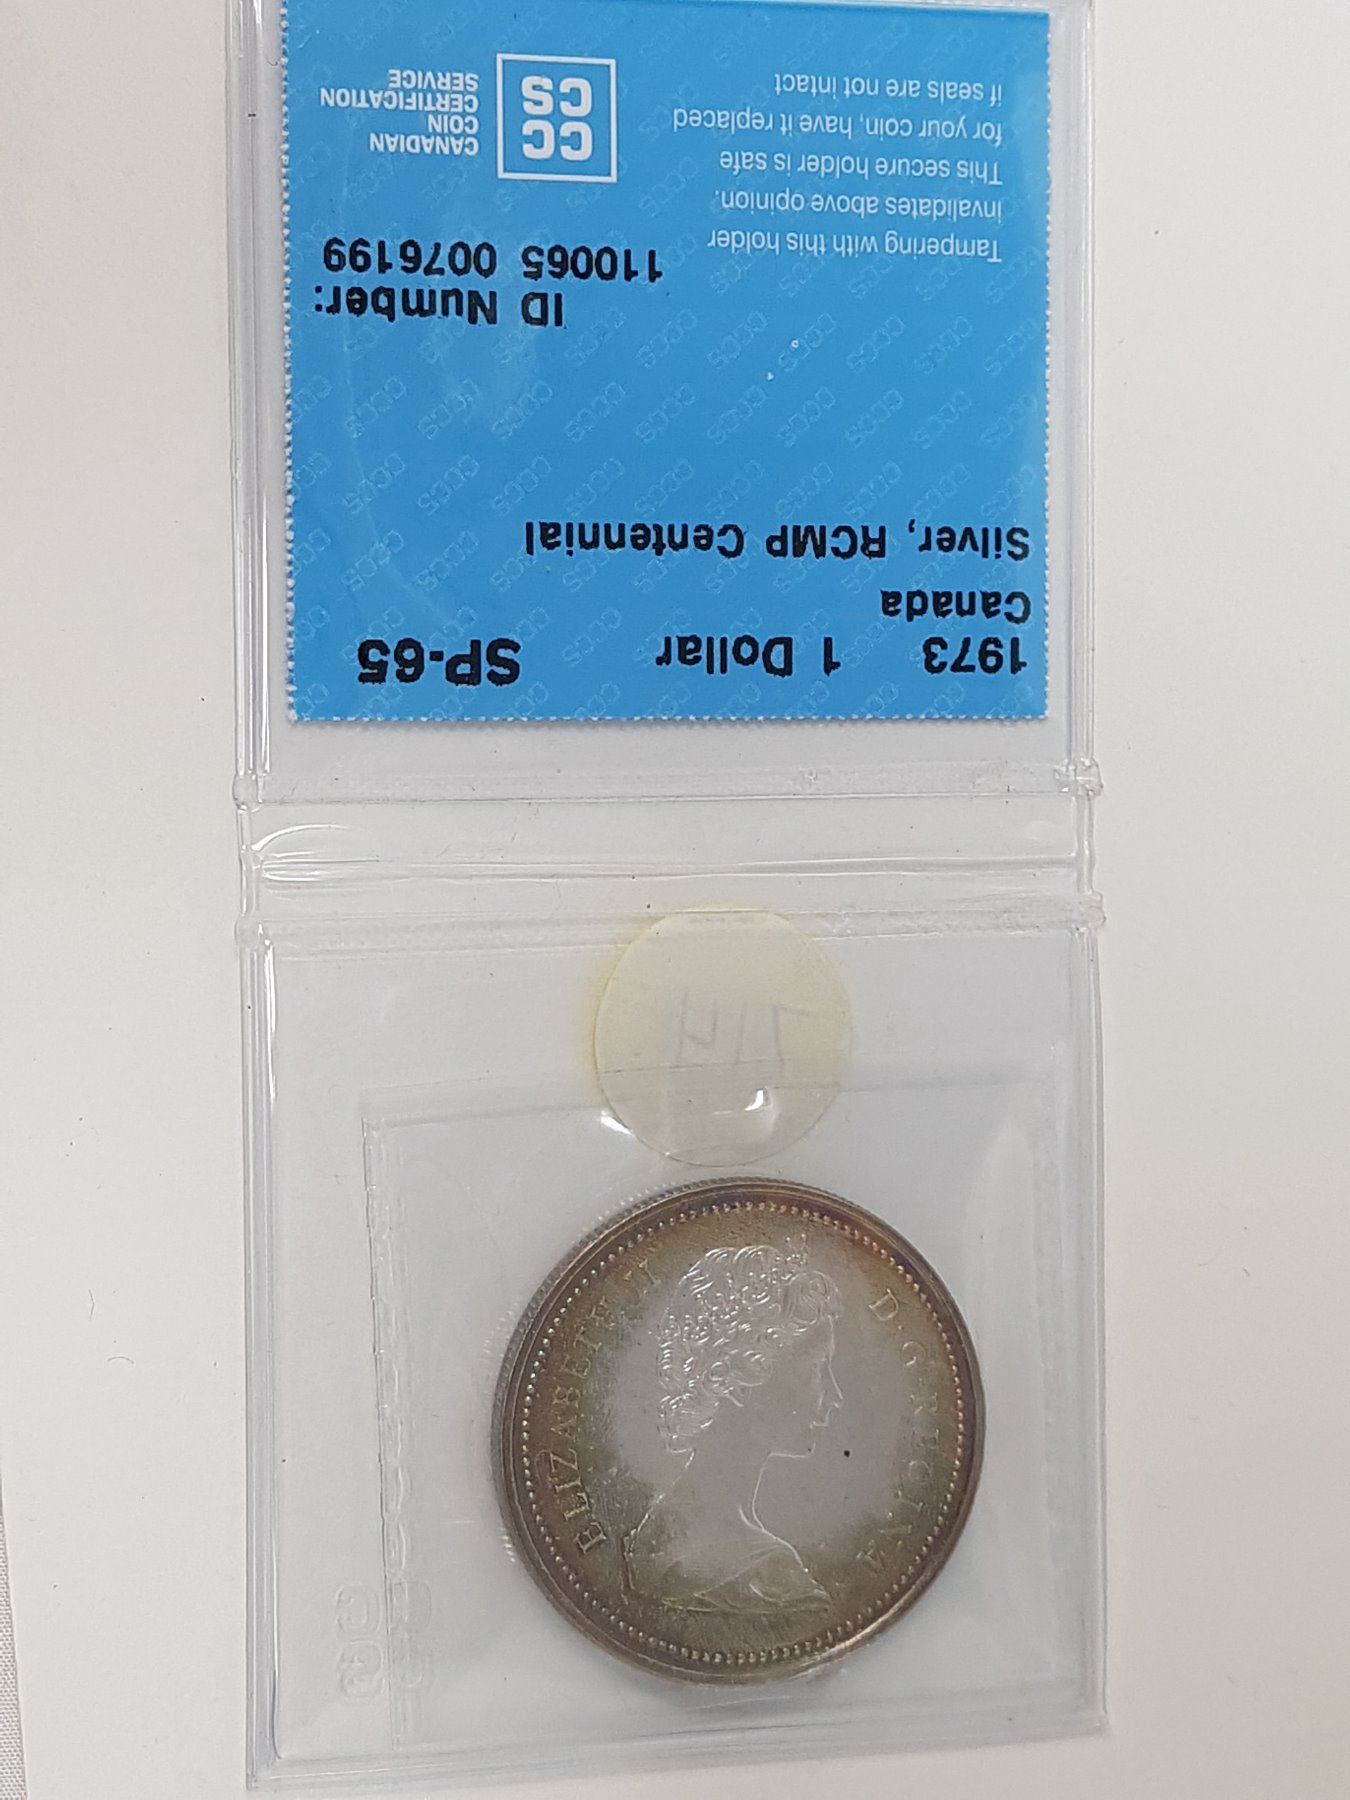 1973 1 Dollar SP-65
Canada
Silver, RCMP Centennial
ID Number:
110065 0076199
Tampering with this holder
invalidates above opinion.
This secure holder is safe
for your coin, have it replaced
if seals are not intact
CC
CS
CANADIAN
COIN
CERTIFICATION
SERVICE
ELIZABETH II D·G·REGINA